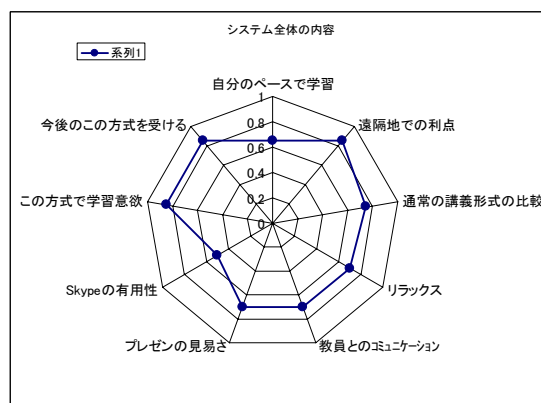 システム全体の内容
系列1
自分のペースで学習
遠隔地での利点
通常の講義形式の比較
リラックス
教員とのコミュニケーション
プレゼンの見易さ
Skypeの有用性
この方式で学習意欲
今後のこの方式を受ける
1
0.8
0.6
0.4
0.2
0